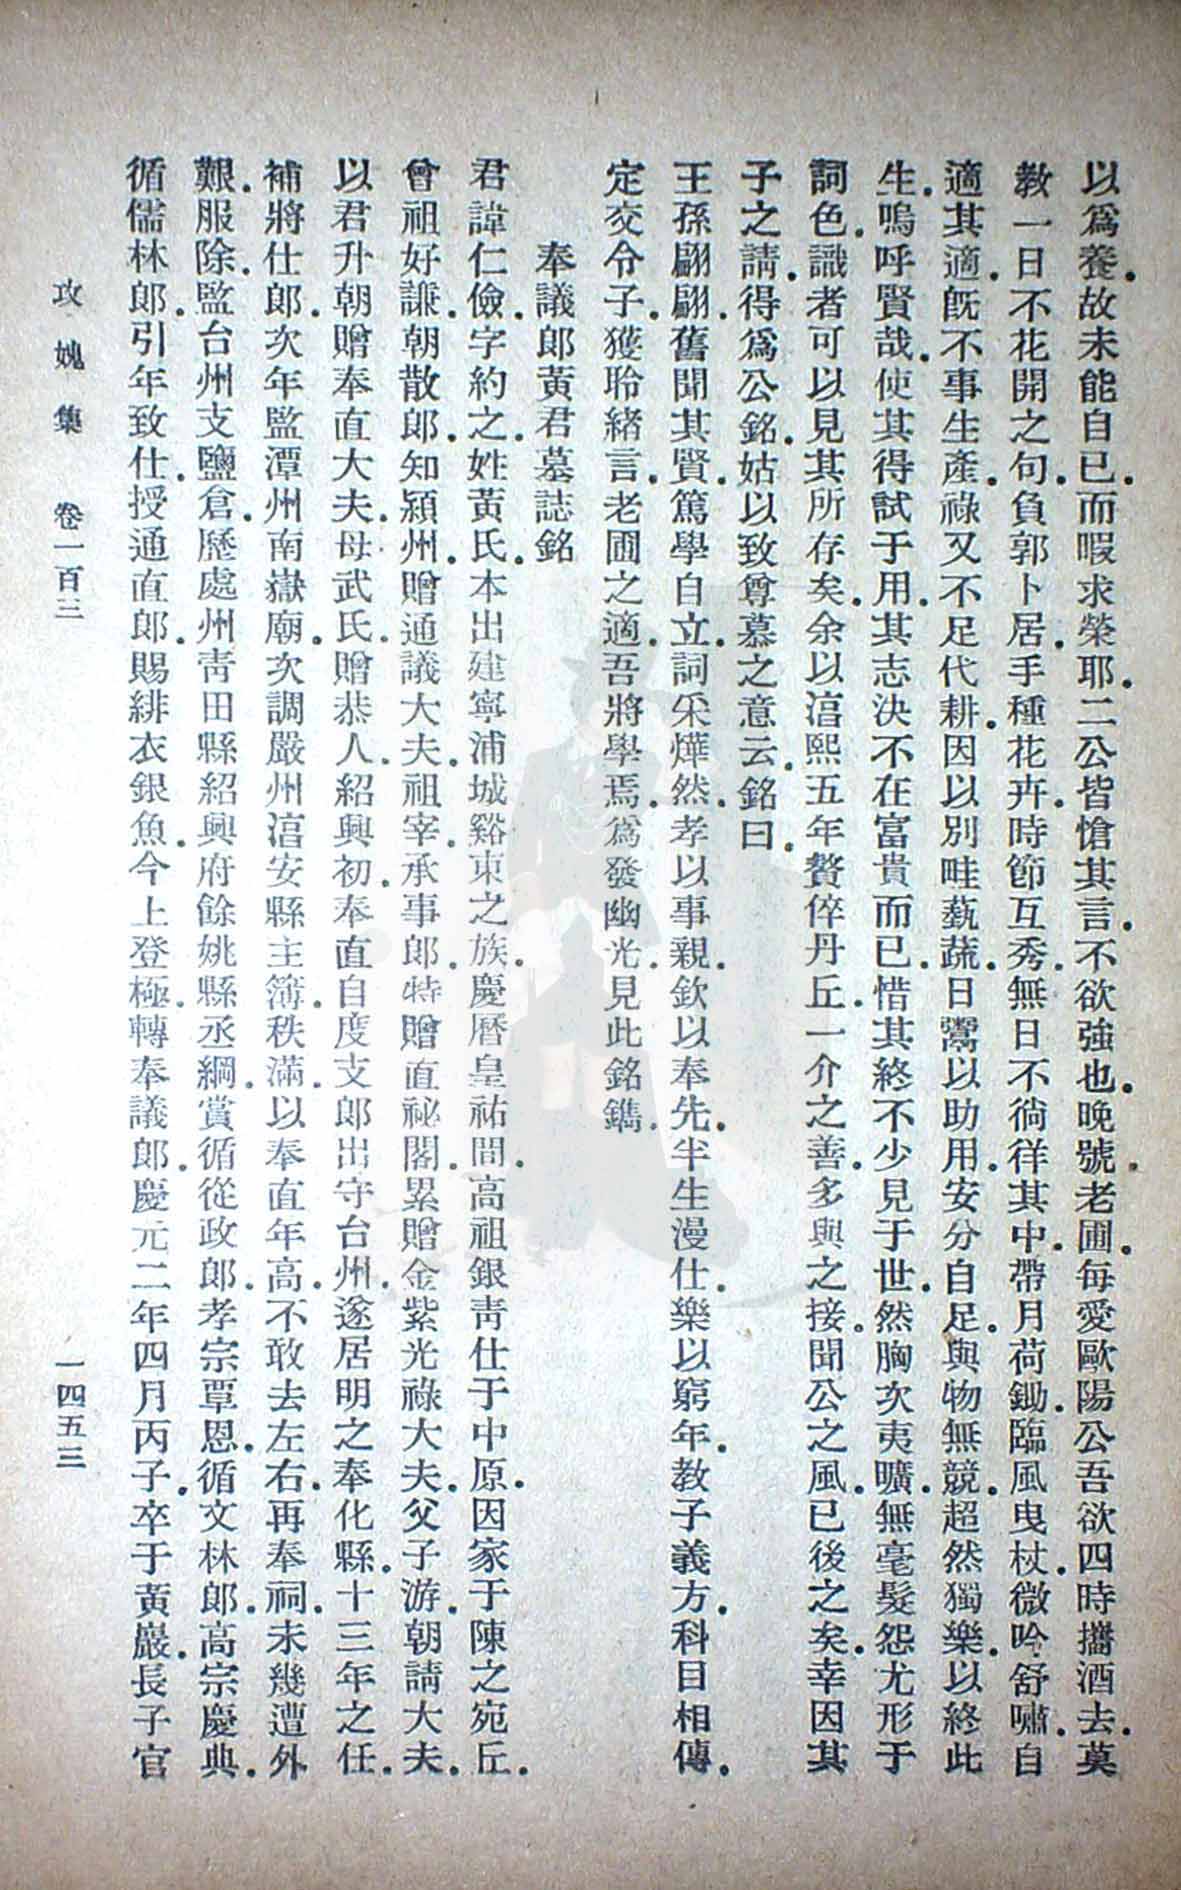 以爲養．故未能自已．而暇求榮耶．二公皆愴其言．不欲強也．晚號老圃．每愛歐陽公吾欲四時攜酒去．莫
教一日不花開之句．負郭卜居．手種花卉．時節互秀．無日不徜徉其中．帶月荷鋤．臨風曳杖．微吟舒嘯．自
適其適．旣不事生產．祿又不足代耕．因以別畦蓺蔬．日鬻以助用．安分自足．與物無競．超然獨樂．以終此
生．嗚呼賢哉．使其得試于用．其志決不在富貴而已．惜其終不少見于世．然胸次夷曠．無毫髮怨尤形于
詞色．識者可以見其所存矣．余以淳熙五年贅倅丹丘．一介之善．多與之接．聞公之風．已後之矣．幸因其
子之請．得爲公銘．姑以致尊慕之意云．銘曰．
王孫翩翩．舊聞其賢．篤學自立．詞采燁然．孝以事親．欽以奉先．半生漫仕．樂以窮年．教子義方．科目相傳．
定交令子．獲聆緒言．老圃之適．吾將學焉．爲發幽光．見此銘鐫．
奉議郞黃君墓誌銘
君諱仁儉．字約之．姓黃氏．本出建寧浦城谿東之族．慶曆皇祐間．高祖銀靑仕于中原．因家于陳之宛丘．
曾祖好謙．朝散郞．知潁州．贈通議大夫．祖宰．承事郞．特贈直祕閣．累贈金紫光祿大夫．父子游．朝請大夫．
以君升朝贈奉直大夫．母武氏．贈恭人．紹興初．奉直自度支郞出守台州．遂居明之奉化縣．十三年之任．
補將仕郞．次年監潭州南嶽廟．次調嚴州淳安縣主簿．秩滿．以奉直年高．不敢去左右．再奉祠．未幾遭外
艱．服除．監台州支鹽倉．歷處州靑田縣紹興府餘姚縣丞．綱賞循從政郞．孝宗覃恩．循文林郞．高宗慶典．
循儒林郞．引年致仕．授通直郞．賜緋衣銀魚．今上登極．轉奉議郞．慶元二年四月丙子．卒于黃巖．長子官
攻媿集　卷一百三　一四五三